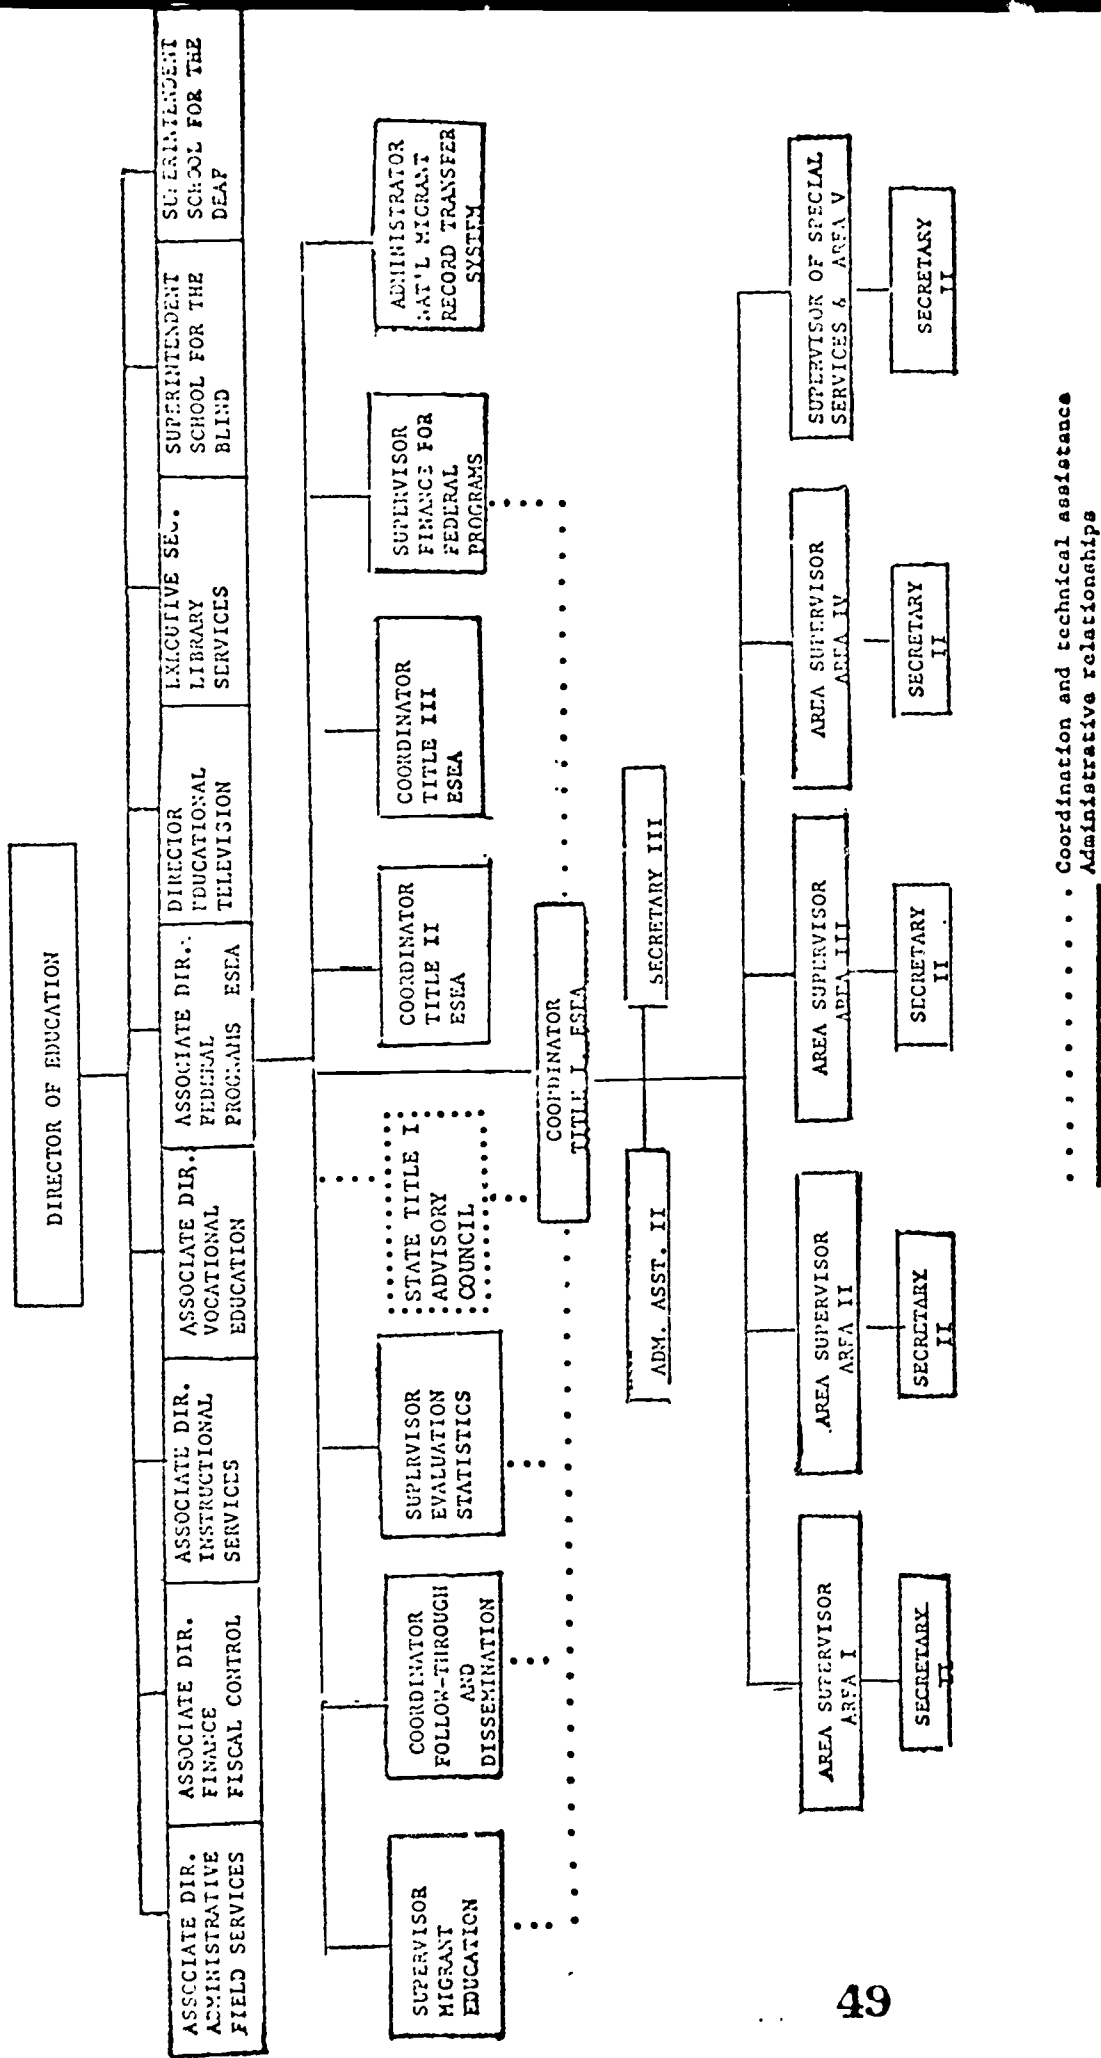 DIRECTOR OF EDUCATION
ASSOCIATE DIR.
ADMINISTRATIVE
FIELD SERVICES
ASSOCIATE DIR.
FINANCE
FISCAL CONTROL
ASSOCIATE DIR.
INSTRUCTIONAL
SERVICES
ASSOCIATE DIR.
VOCATIONAL
EDUCATION
ASSOCIATE DIR.
FEDERAL
PROGRAMS ESEA
DIRECTOR
EDUCATIONAL
TELEVISION
EXECUTIVE SEC.
LIBRARY
SERVICES
SUPERINTENDENT
SCHOOL FOR THE
BLIND
SUPERINTENDENT
SCHOOL FOR THE
DEAF
SUPERVISOR
MIGRANT
EDUCATION
COORDINATOR
FOLLOW-THROUGH
AND
DISSEMINATION
SUPERVISOR
EVALUATION
STATISTICS
STATE TITLE I
ADVISORY
COUNCIL
COORDINATOR
TITLE II
ESEA
COORDINATOR
TITLE III
ESEA
SUPERVISOR
FINANCE FOR
FEDERAL
PROGRAMS
ADMINISTRATOR
NAT'L MIGRANT
RECORD TRANSFER
SYSTEM
COORDINATOR
TITLE I, ESEA
ADM. ASST. II
SECRETARY III
AREA SUPERVISOR
AREA I
AREA SUPERVISOR
AREA II
AREA SUPERVISOR
AREA III
AREA SUPERVISOR
AREA IV
SUPERVISOR OF SPECIAL
SERVICES & AREA V
SECRETARY
II
SECRETARY
II
SECRETARY
II
SECRETARY
II
SECRETARY
II
. . . . . . . . . . . . Coordination and technical assistance
Administrative relationships
49